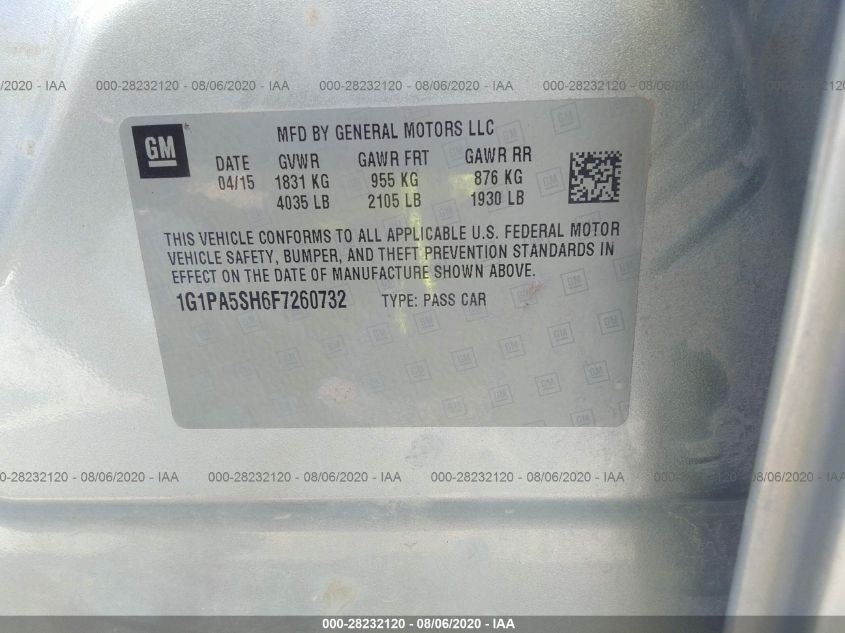 /2020 - IAA 000-28232120 - 08/06/2020 - IAA 000-28232120 - 08/06/2020 - IAA 000-28232120 - 08/06/2
GM
MFD BY GENERAL MOTORS LLC
DATE GVWR GAWR FRT GAWR RR
04/15 1831 KG 955 KG 876 KG
4035 LB 2105 LB 1930 LB
THIS VEHICLE CONFORMS TO ALL APPLICABLE U.S. FEDERAL MOTOR
VEHICLE SAFETY, BUMPER, AND THEFT PREVENTION STANDARDS IN
EFFECT ON THE DATE OF MANUFACTURE SHOWN ABOVE.
1G1PA5SH6F7260732 TYPE: PASS CAR
0-28232120 - 08/06/2020 - IAA 000-28232120 - 08/06/2020 - IAA 000-28232120 - 08/06/2020 - IAA 000-28232120 - 08/
000-28232120 - 08/06/2020 - IAA